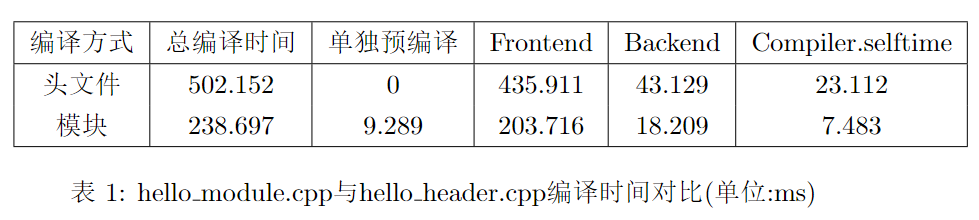 编译方式 总编译时间 单独预编译 Frontend Backend Compiler.selftime
头文件 502.152 0 435.911 43.129 23.112
模块 238.697 9.289 203.716 18.209 7.483
表 1: hello_module.cpp与hello_header.cpp编译时间对比(单位:ms)